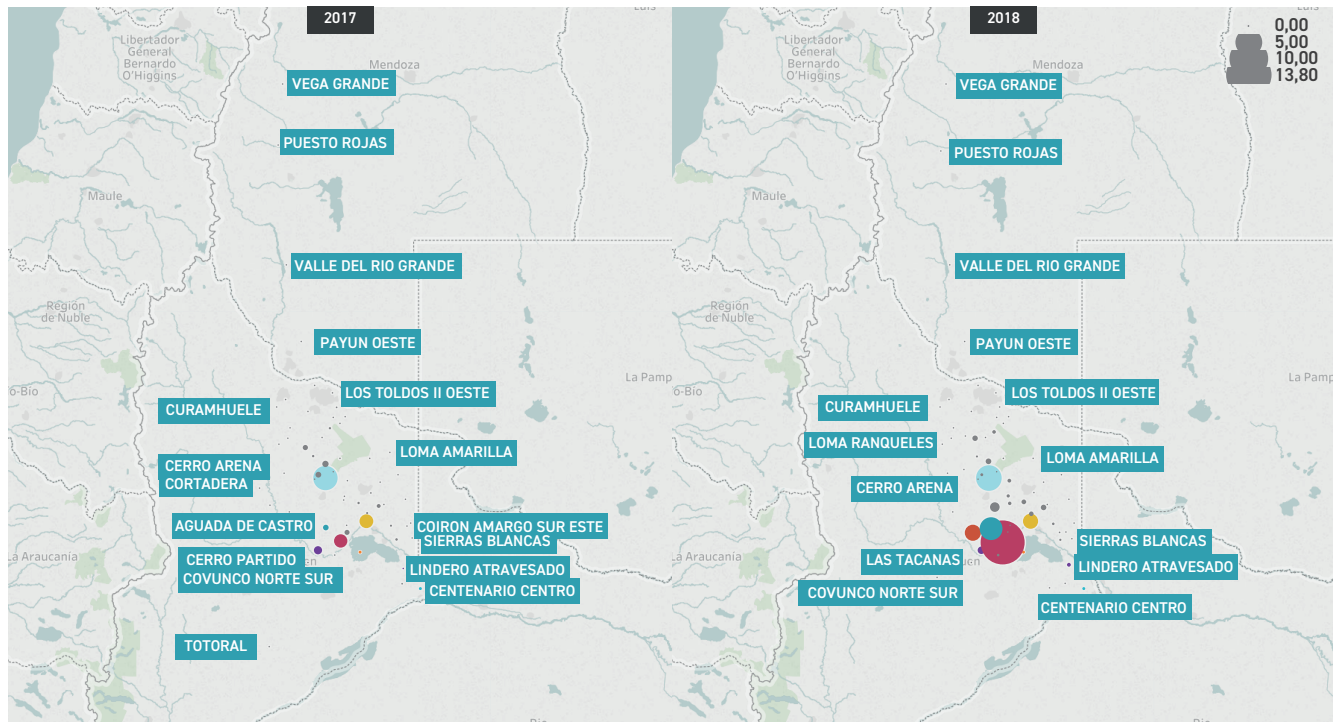 2017
Libertador
General
Bernardo
O'Higgins
Mendoza
VEGA GRANDE
PUESTO ROJAS
Maule
VALLE DEL RIO GRANDE
Región
de Ñuble
PAYUN OESTE
La Pamp
o-Bío
LOS TOLDOS II OESTE
CURAMHUELE
LOMA AMARILLA
CERRO ARENA
CORTADERA
AGUADA DE CASTRO
COIRON AMARGO SUR ESTE
SIERRAS BLANCAS
La Araucanía
CERRO PARTIDO
LINDERO ATRAVESADO
COVUNCO NORTE SUR
CENTENARIO CENTRO
TOTORAL
2018
Luis
0,00
5,00
10,00
13,80
Libertador
General
Bernardo
O'Higgins
Mendoza
VEGA GRANDE
PUESTO ROJAS
Maule
VALLE DEL RIO GRANDE
Región
de Ñuble
PAYUN OESTE
La Pamp
o-Bío
LOS TOLDOS II OESTE
CURAMHUELE
LOMA RANQUELES
LOMA AMARILLA
CERRO ARENA
SIERRAS BLANCAS
La Araucanía
LAS TACANAS
LINDERO ATRAVESADO
COVUNCO NORTE SUR
CENTENARIO CENTRO